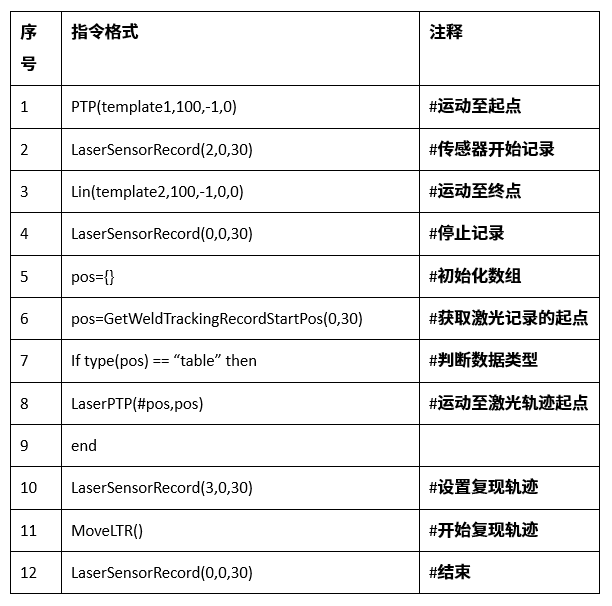 序号 指令格式 注释
1 PTP(template1,100,-1,0) #运动至起点
2 LaserSensorRecord(2,0,30) #传感器开始记录
3 Lin(template2,100,-1,0,0) #运动至终点
4 LaserSensorRecord(0,0,30) #停止记录
5 pos={} #初始化数组
6 pos=GetWeldTrackingRecordStartPos(0,30) #获取激光记录的起点
7 If type(pos) == “table” then #判断数据类型
8 LaserPTP(#pos,pos) #运动至激光轨迹起点
9 end
10 LaserSensorRecord(3,0,30) #设置复现轨迹
11 MoveLTR() #开始复现轨迹
12 LaserSensorRecord(0,0,30) #结束